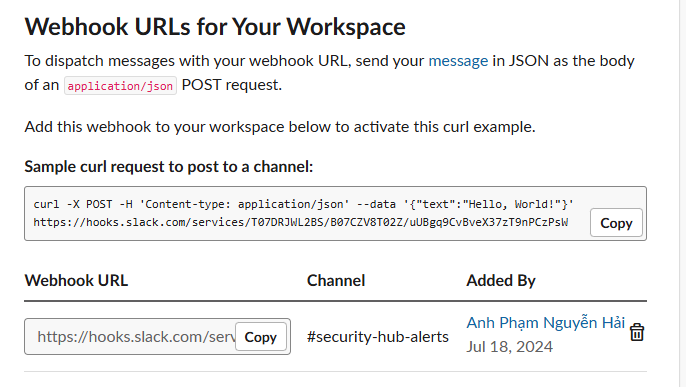 Webhook URLs for Your Workspace
To dispatch messages with your webhook URL, send your message in JSON as the body
of an application/json POST request.
Add this webhook to your workspace below to activate this curl example.
Sample curl request to post to a channel:
curl -X POST -H 'Content-type: application/json' --data '{"text":"Hello, World!"}'
https://hooks.slack.com/services/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
Copy
Webhook URL Channel Added By
https://hooks.slack.com/serv Copy #security-hub-alerts Anh Phạm Nguyễn Hải
Jul 18, 2024